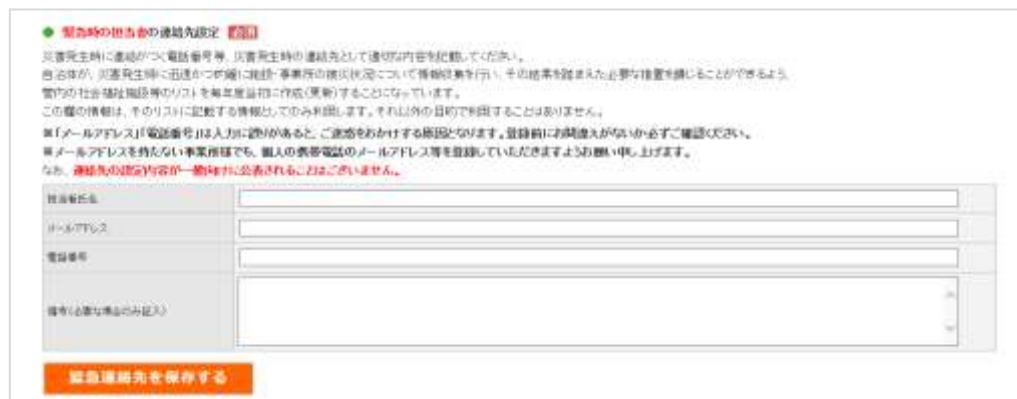 緊急時の担当者の連絡先設定 必須
災害発生時に連絡がつく電話番号等、災害発生時の連絡先として適切な内容を記載してください。
自治体が、災害発生時に迅速かつ的確に施設・事業所の被災状況について情報収集を行い、その結果を踏まえた必要な措置を講じることができるよう、
管内の社会福祉施設等のリストを毎年度当初に作成(更新)することになっています。
この欄の情報は、そのリストに記載する情報としてのみ利用します。それ以外の目的で利用することはありません。
※「メールアドレス」「電話番号」は入力に誤りがあると、ご迷惑をおかけする原因となります。登録前にお間違えがないか必ずご確認ください。
※メールアドレスを持たない事業所様でも、個人の携帯電話のメールアドレス等を登録していただきますようお願い申し上げます。
なお、連絡先の設定内容が一般向けに公表されることはございません。
担当者氏名
メールアドレス
電話番号
備考(必要な場合のみ記入)
緊急連絡先を保存する